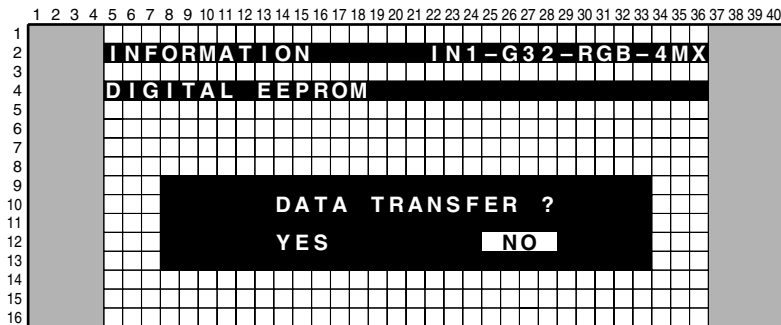 1 2 3 4 5 6 7 8 9 10 11 12 13 14 15 16 17 18 19 20 21 22 23 24 25 26 27 28 29 30 31 32 33 34 35 36 37 38 39 40
1
2 INFORMATION IN1-G32-RGB-4MX
3
4 DIGITAL EEPROM
5
6
7
8
9
10 DATA TRANSFER ?
11
12 YES NO
13
14
15
16